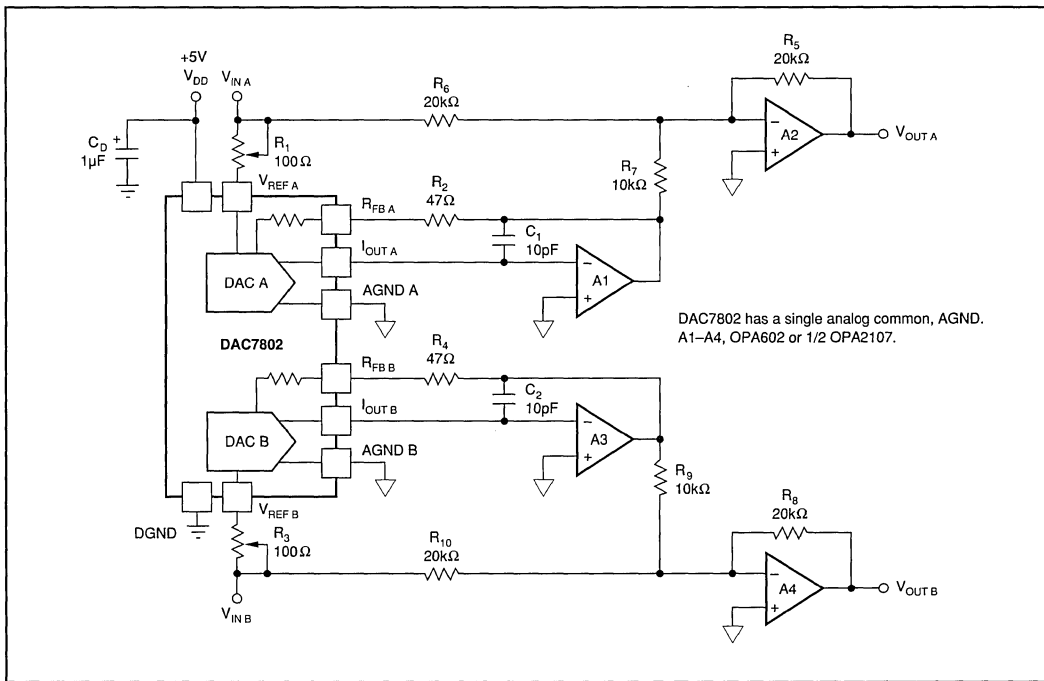 +5V
V_DD
V_IN A
C_D +
1µF
R_1
100Ω
V_REF A
R_6
20kΩ
R_5
20kΩ
−
A2
+
V_OUT A
R_7
10kΩ
R_2
47Ω
R_FB A
C_1
10pF
I_OUT A
−
A1
+
DAC A
AGND A
DAC7802
DAC7802 has a single analog common, AGND.
A1–A4, OPA602 or 1/2 OPA2107.
R_FB B
R_4
47Ω
C_2
10pF
I_OUT B
−
A3
+
DAC B
AGND B
R_9
10kΩ
V_REF B
DGND
R_3
100Ω
R_10
20kΩ
R_8
20kΩ
−
A4
+
V_OUT B
V_IN B